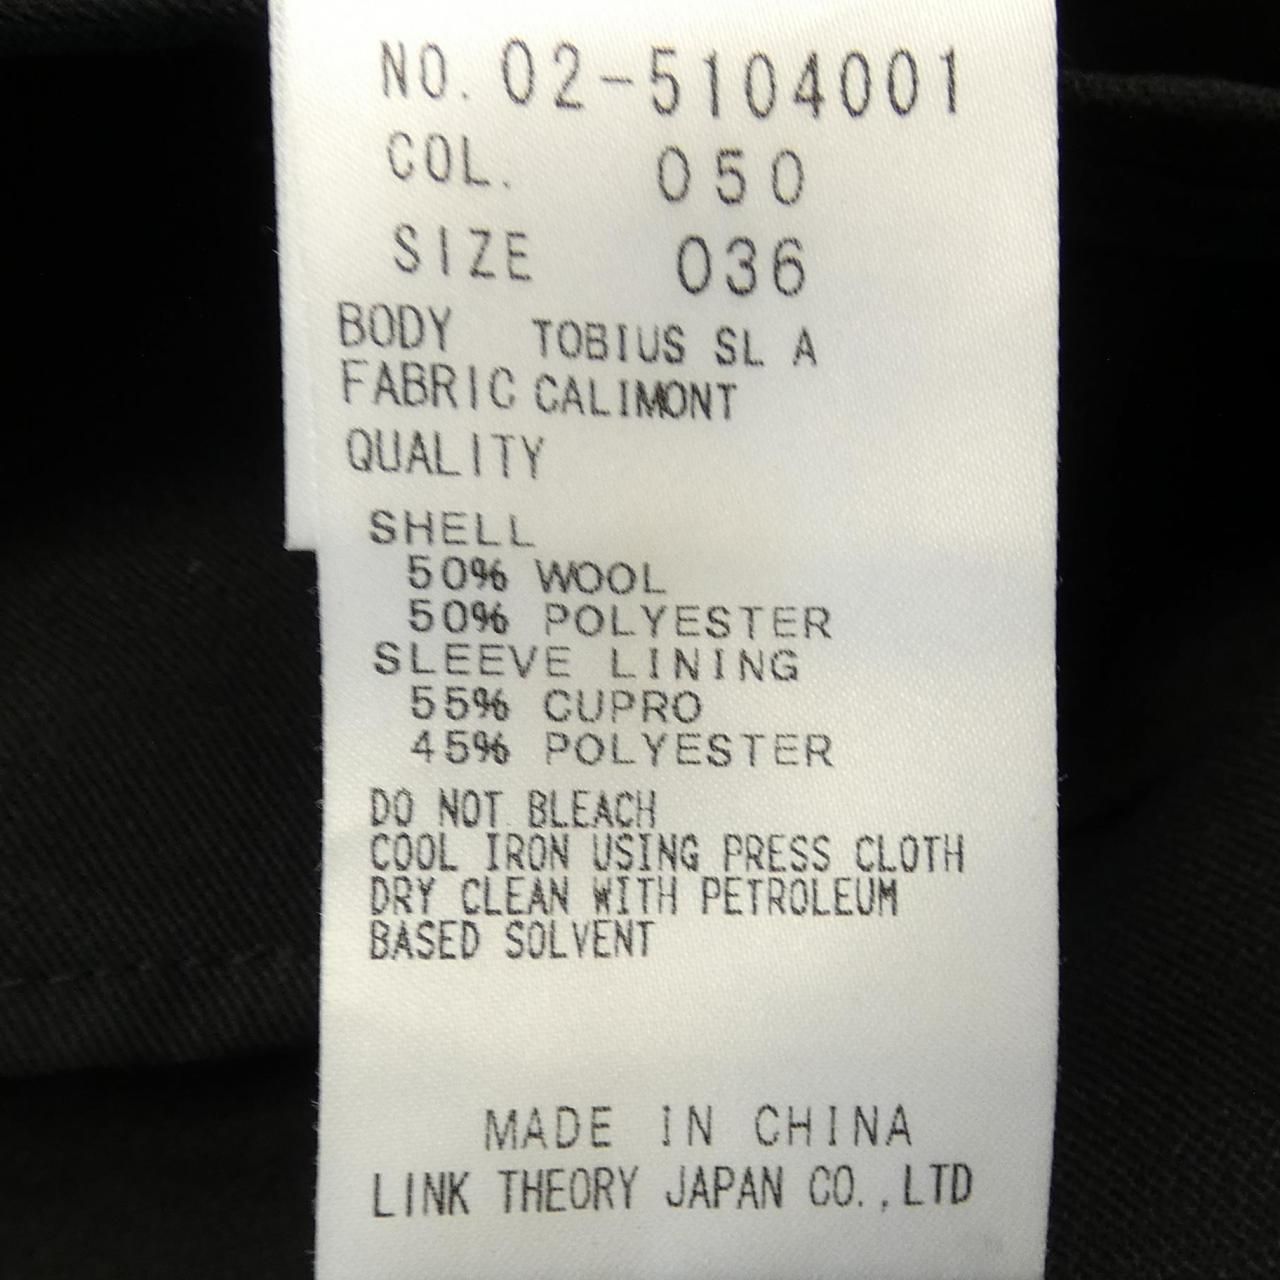 NO. 02-5104001
COL. 050
SIZE 036
BODY TOBIUS SL A
FABRIC CALIMONT
QUALITY
SHELL
50% WOOL
50% POLYESTER
SLEEVE LINING
55% CUPRO
45% POLYESTER
DO NOT BLEACH
COOL IRON USING PRESS CLOTH
DRY CLEAN WITH PETROLEUM
BASED SOLVENT
MADE IN CHINA
LINK THEORY JAPAN CO.,LTD